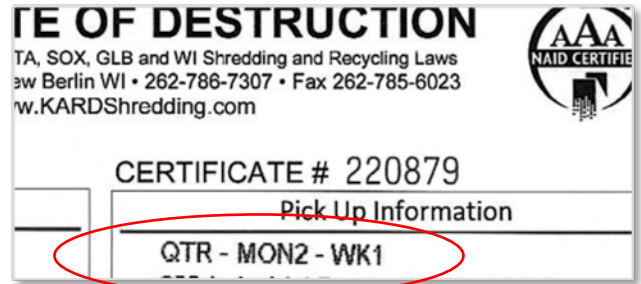 TE OF DESTRUCTION
TA, SOX, GLB and WI Shredding and Recycling Laws
ew Berlin WI • 262-786-7307 • Fax 262-785-6023
w.KARDShredding.com
AAA
NAID CERTIFIE
CERTIFICATE # 220879
Pick Up Information
QTR - MON2 - WK1